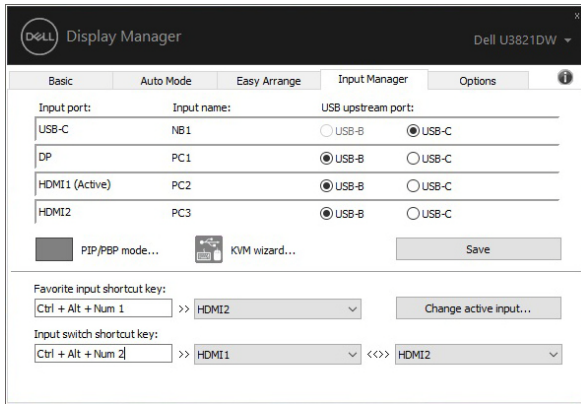 x
DELL Display Manager
Dell U3821DW
Basic Auto Mode Easy Arrange Input Manager Options i
Input port: Input name: USB upstream port:
USB-C NB1 USB-B USB-C
DP PC1 USB-B USB-C
HDMI1 (Active) PC2 USB-B USB-C
HDMI2 PC3 USB-B USB-C
PIP/PBP mode... KVM wizard... Save
Favorite input shortcut key:
Ctrl + Alt + Num 1 >> HDMI2 Change active input...
Input switch shortcut key:
Ctrl + Alt + Num 2 >> HDMI1 <<>> HDMI2